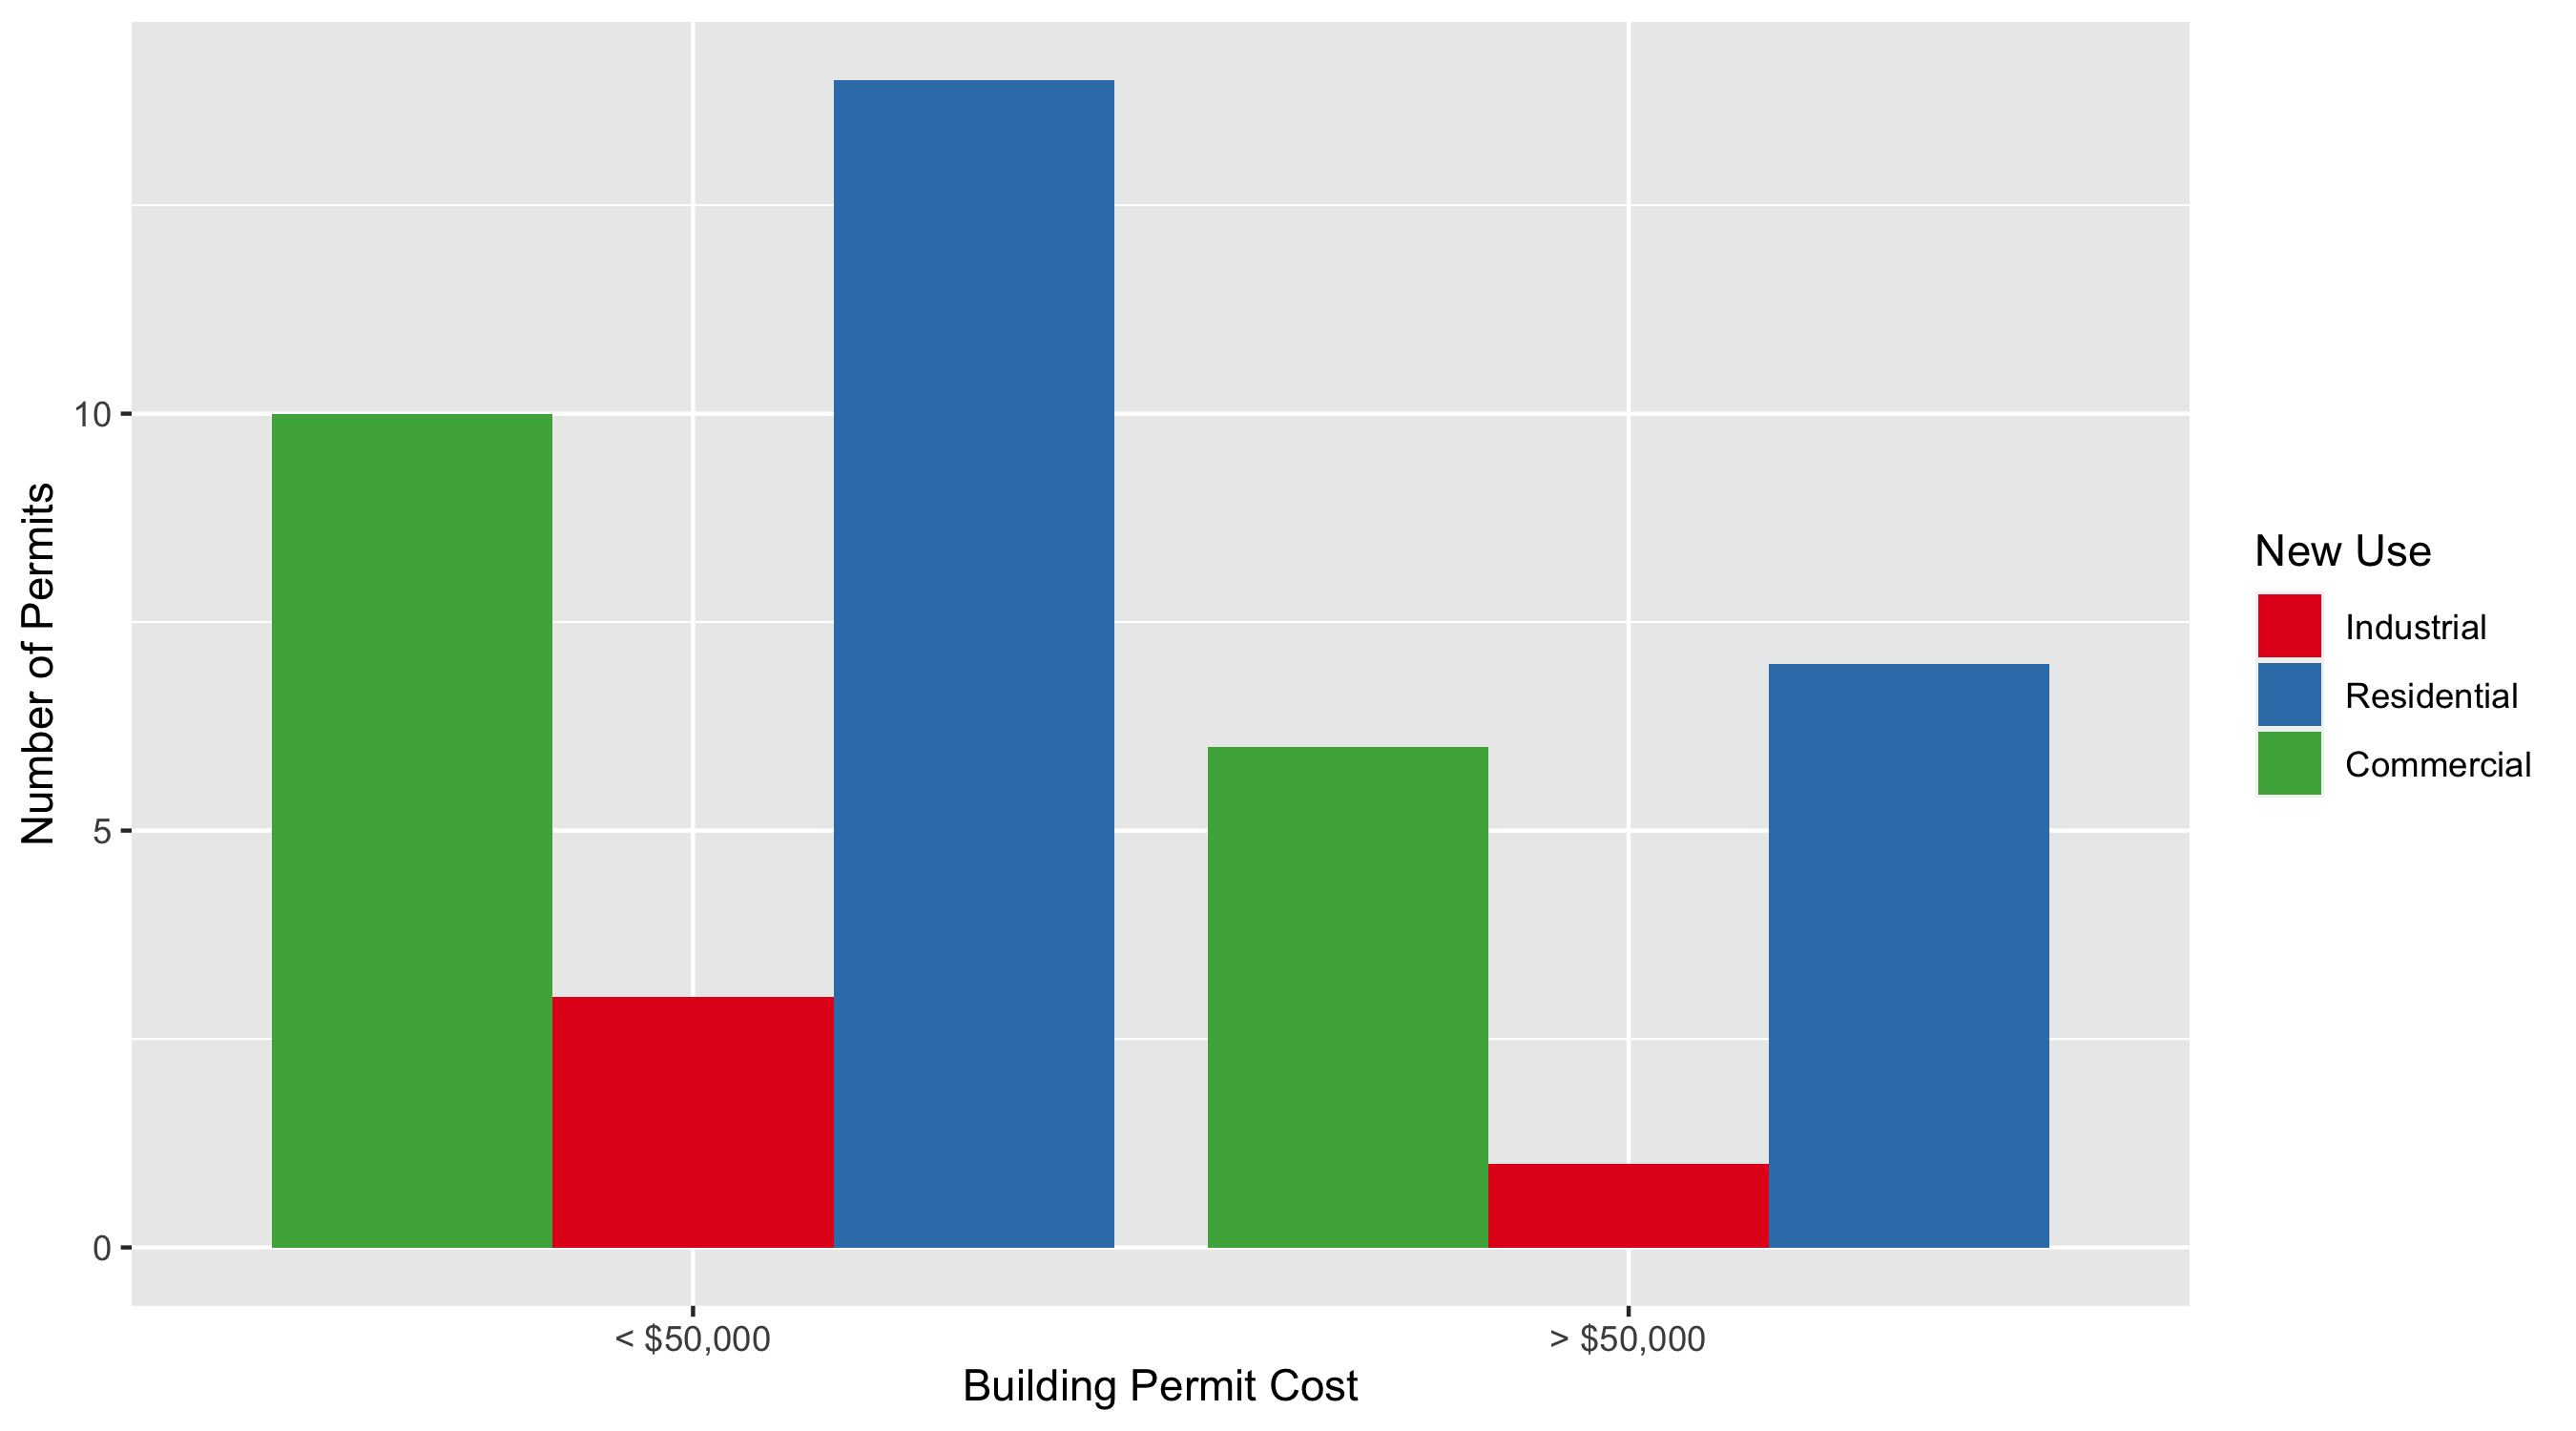 Number of Permits
10
5
0
< $50,000
> $50,000
Building Permit Cost
New Use
Industrial
Residential
Commercial